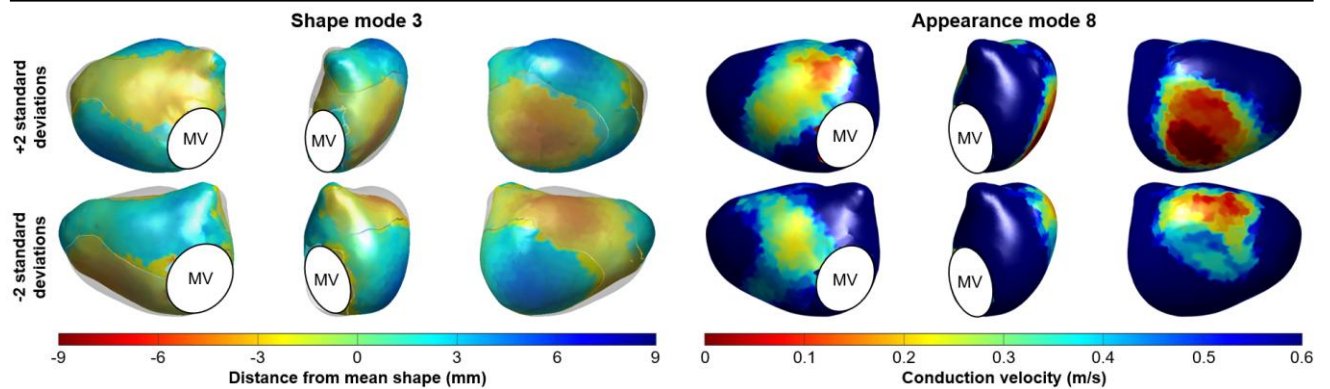 Shape mode 3
Appearance mode 8
+2 standard
deviations
MV
MV
MV
MV
-2 standard
deviations
MV
MV
MV
MV
-9 -6 -3 0 3 6 9
Distance from mean shape (mm)
0 0.1 0.2 0.3 0.4 0.5 0.6
Conduction velocity (m/s)